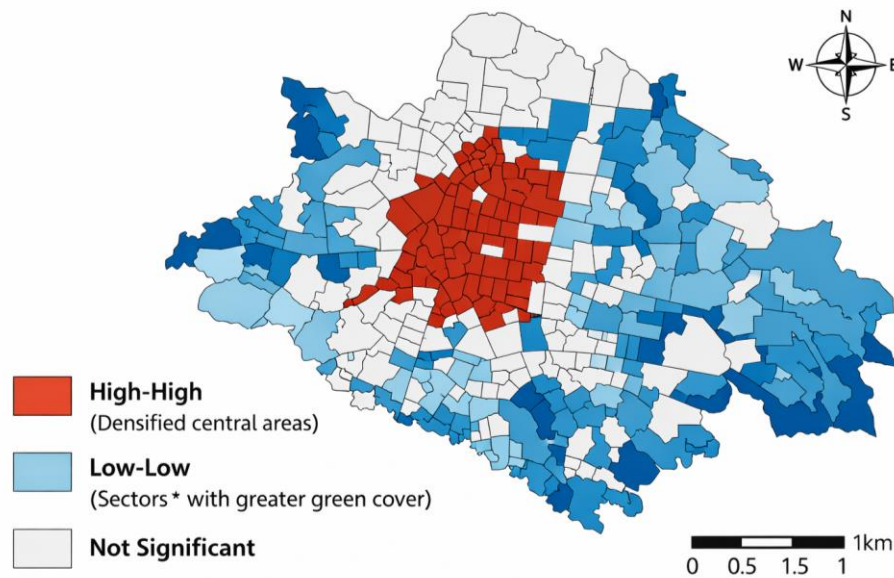 N
W E
S
High-High
(Densified central areas)
Low-Low
(Sectors * with greater green cover)
Not Significant
1km
0 0.5 1.5 1